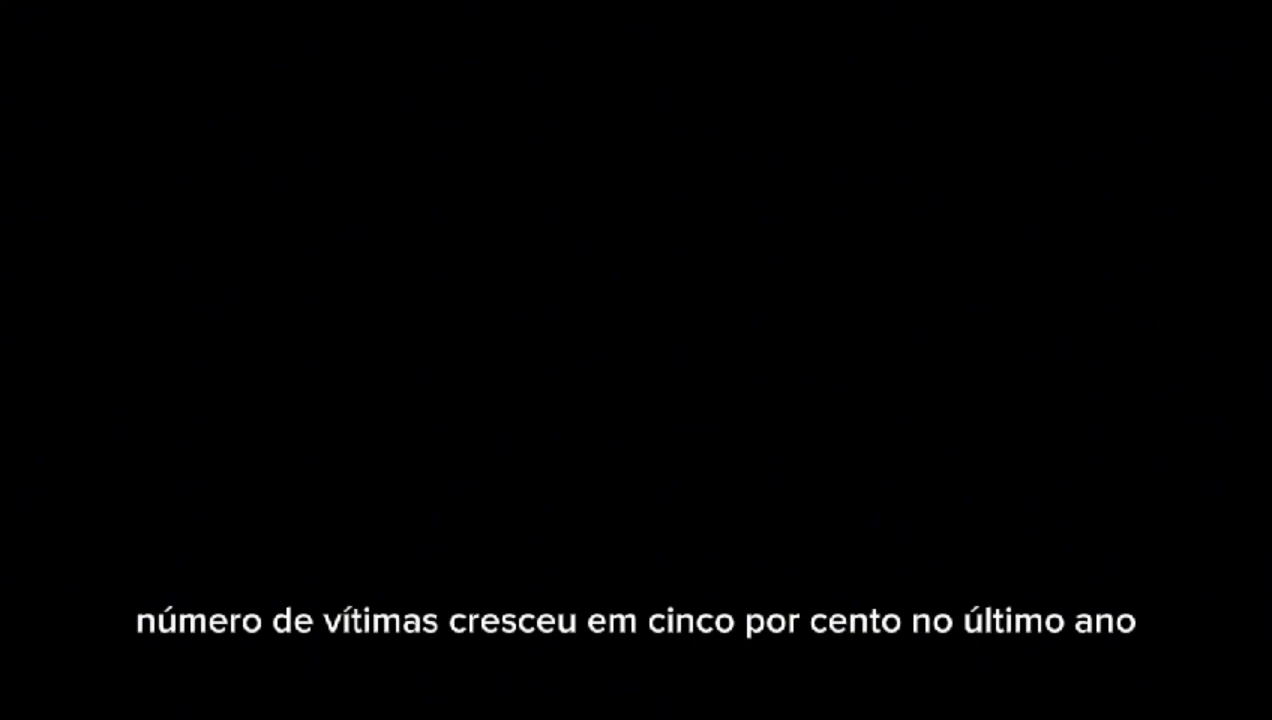 número de vítimas cresceu em cinco por cento no último ano